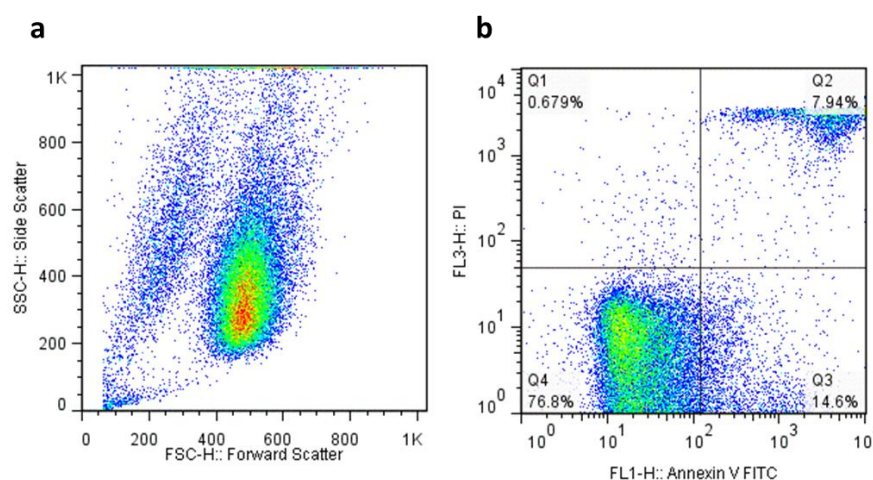 a
b
1K
800
600
400
200
0
SSC-H:: Side Scatter
0 200 400 600 800 1K
FSC-H:: Forward Scatter
Q1
0.679%
Q2
7.94%
Q4
76.8%
Q3
14.6%
10^4
10^3
10^2
10^1
10^0
FL3-H:: PI
10^0 10^1 10^2 10^3 10
FL1-H:: Annexin V FITC